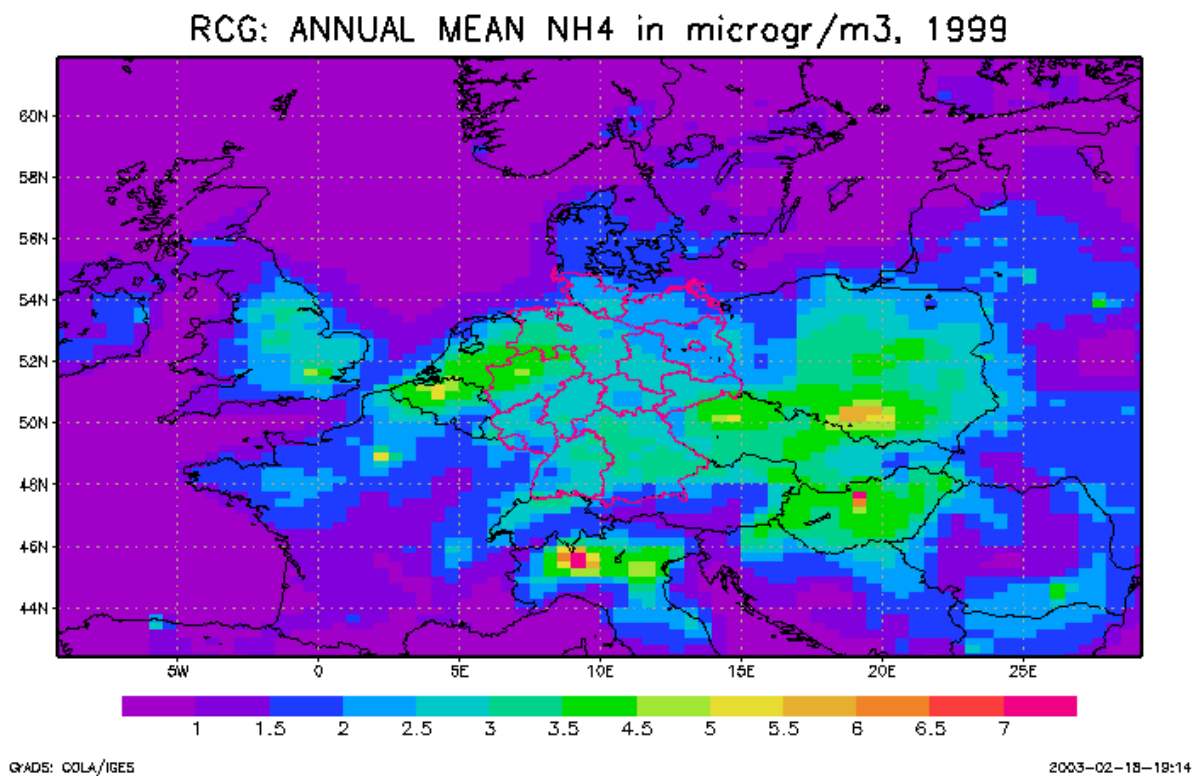 RCG: ANNUAL MEAN NH4 in microgr/m3, 1999
60N
58N
56N
54N
52N
50N
48N
46N
44N
5W 0 5E 10E 15E 20E 25E
1 1.5 2 2.5 3 3.5 4.5 5 5.5 6 6.5 7
GrADS: COLA/IGES 2003-02-18-19:14